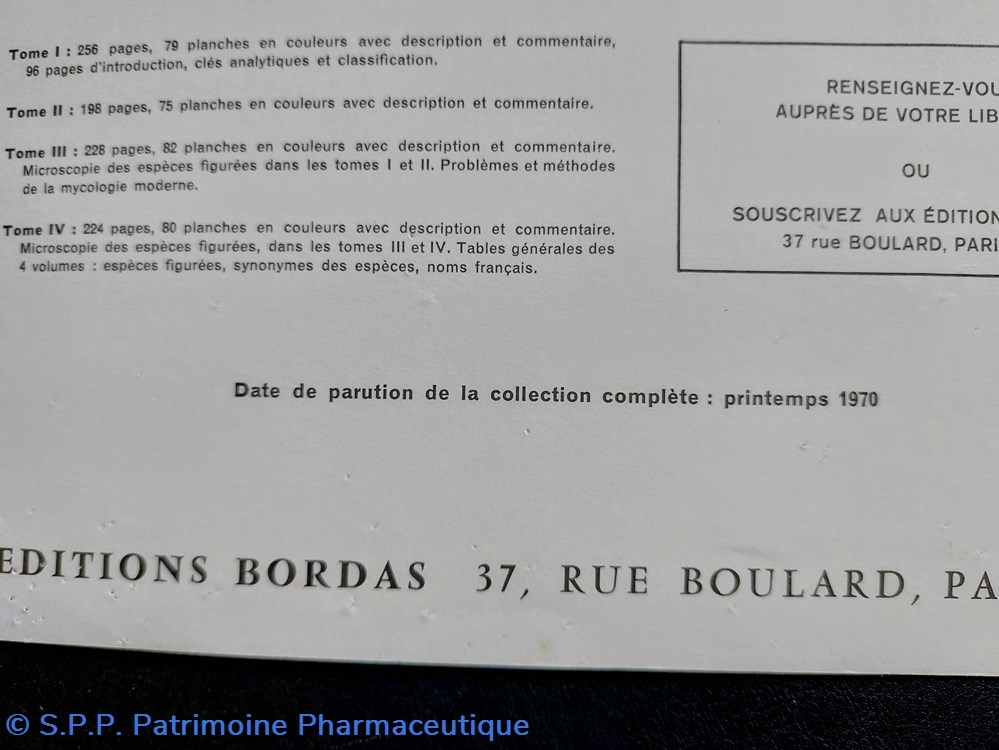 Tome I : 256 pages, 79 planches en couleurs avec description et commentaire,
96 pages d'introduction, clés analytiques et classification.
Tome II : 198 pages, 75 planches en couleurs avec description et commentaire.
Tome III : 228 pages, 82 planches en couleurs avec description et commentaire.
Microscopie des espèces figurées dans les tomes I et II. Problèmes et méthodes
de la mycologie moderne.
Tome IV : 224 pages, 80 planches en couleurs avec description et commentaire.
Microscopie des espèces figurées, dans les tomes III et IV. Tables générales des
4 volumes : espèces figurées, synonymes des espèces, noms français.
RENSEIGNEZ-VOU
AUPRÈS DE VOTRE LIB
OU
SOUSCRIVEZ AUX ÉDITION
37 rue BOULARD, PARI
Date de parution de la collection complète : printemps 1970
EDITIONS BORDAS 37, RUE BOULARD, PA
© S.P.P. Patrimoine Pharmaceutique